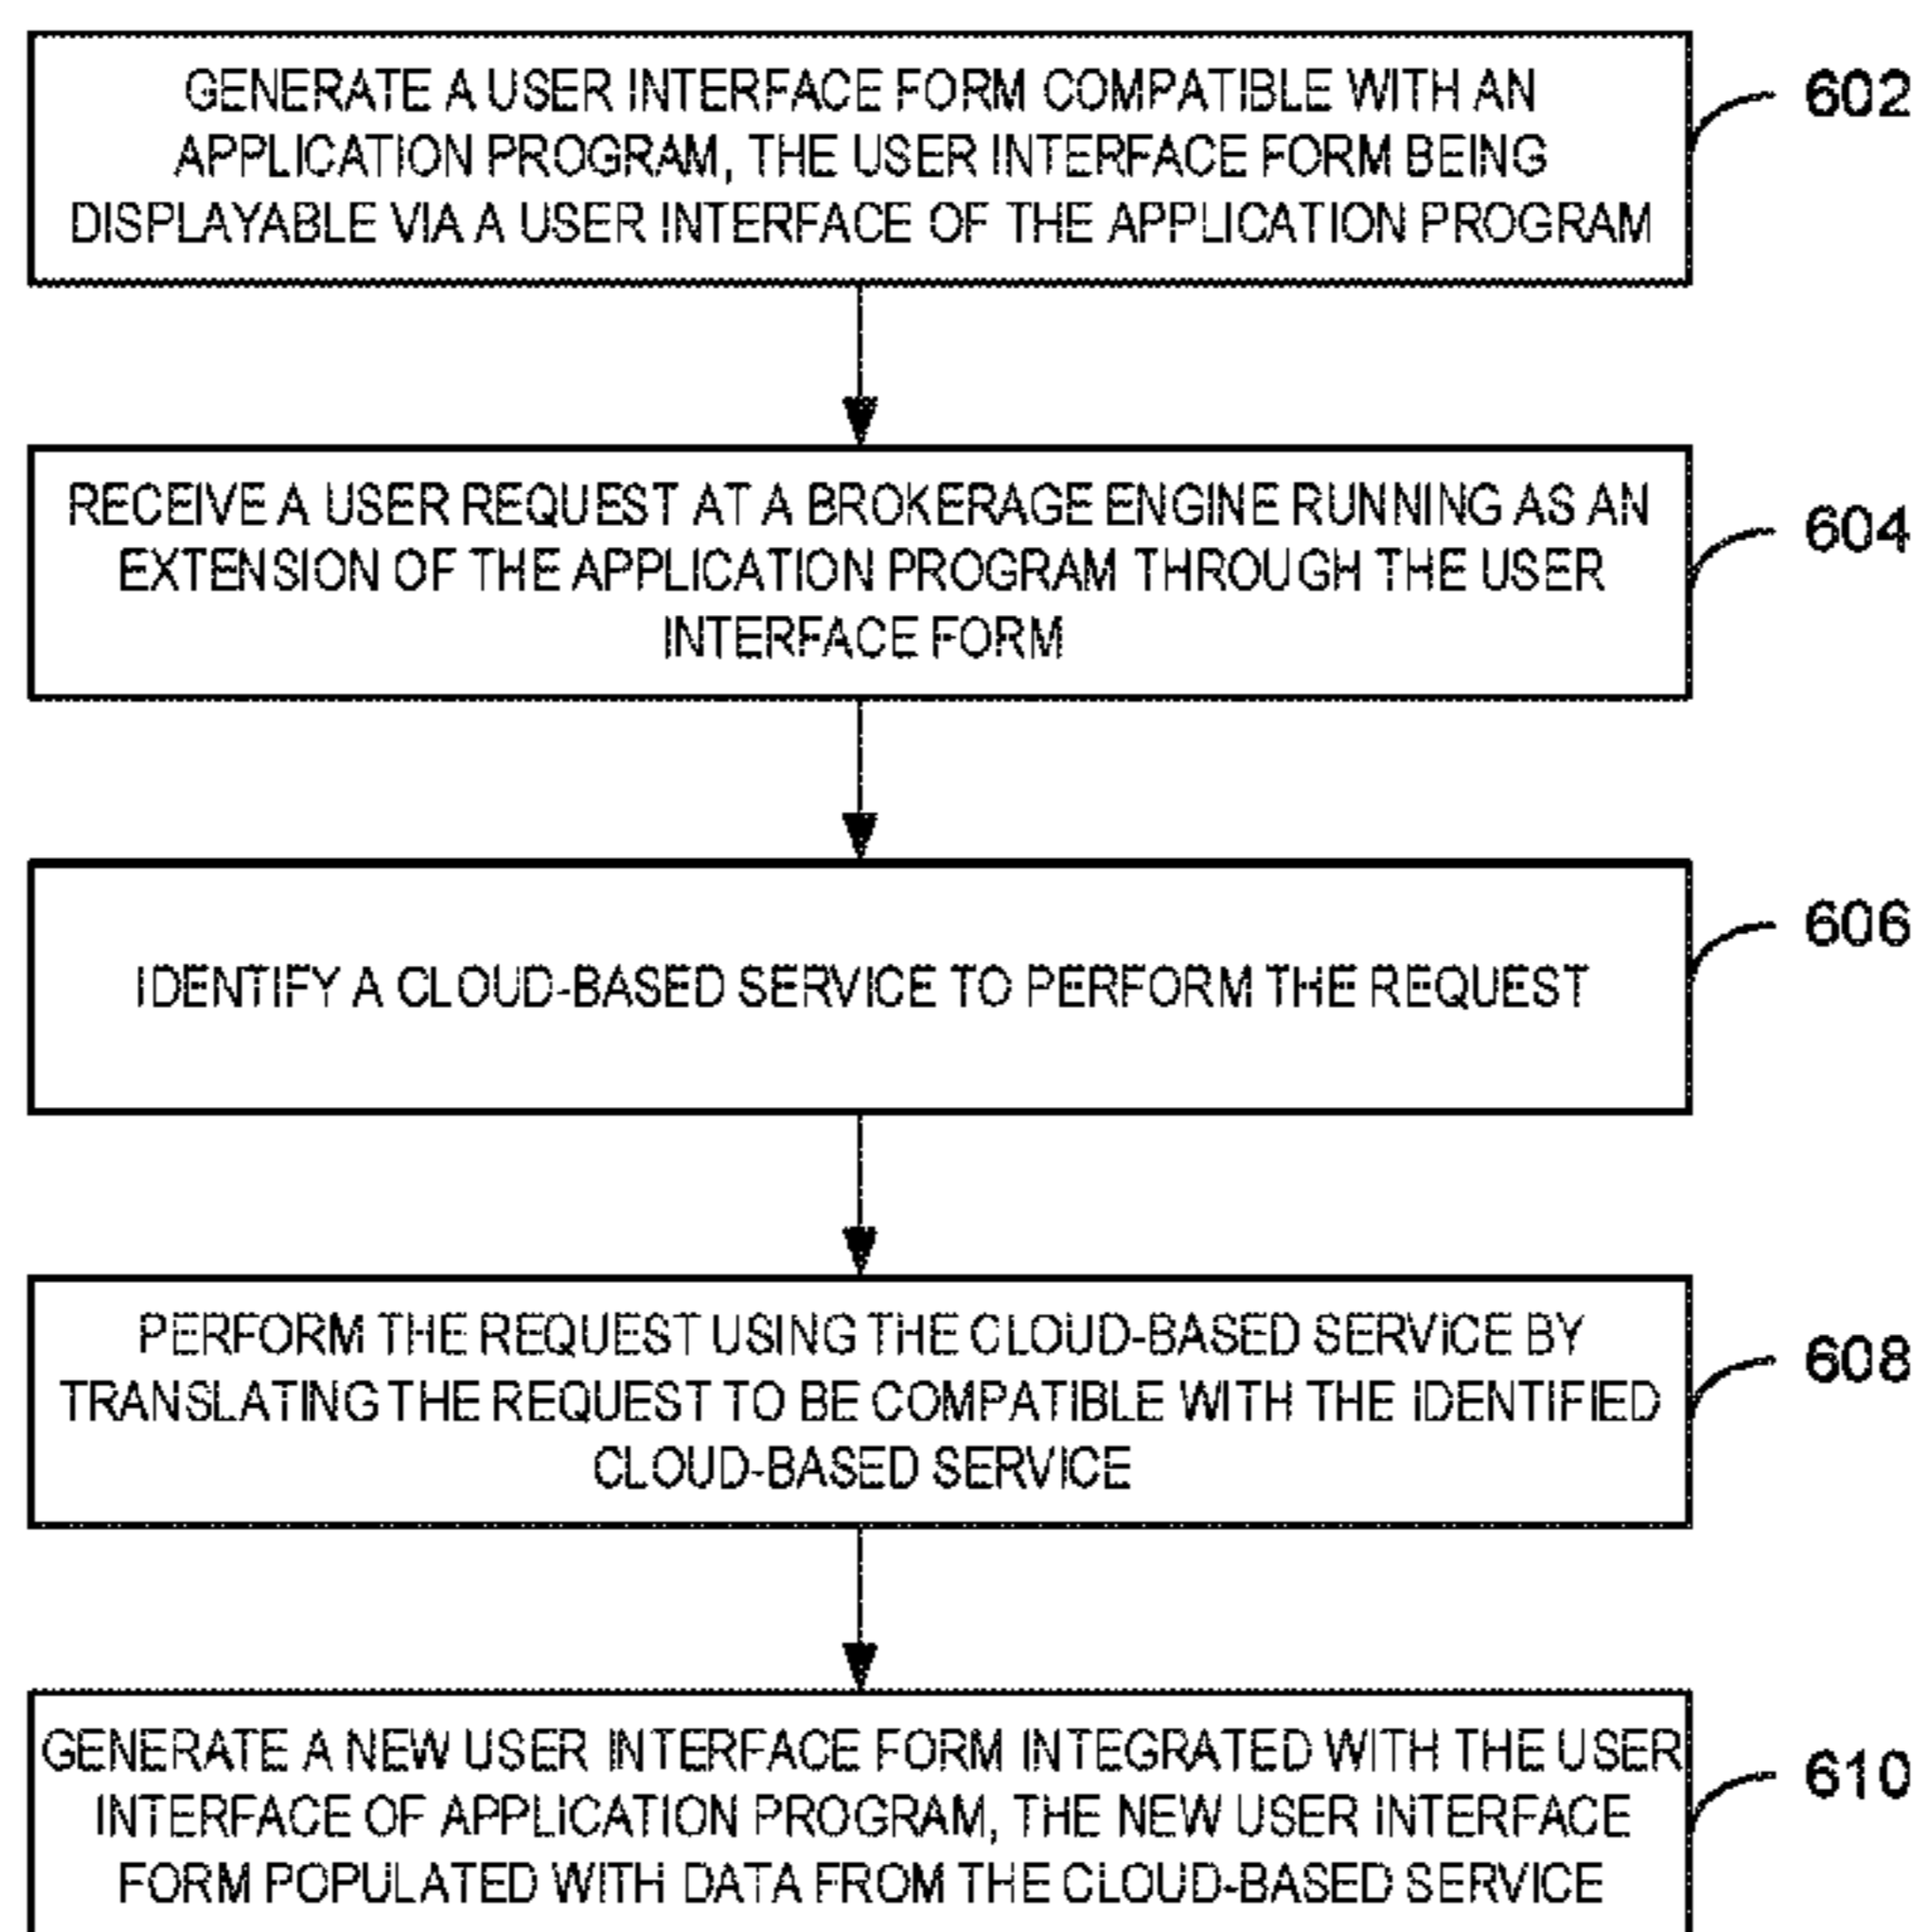 GENERATE A USER INTERFACE FORM COMPATIBLE WITH AN
APPLICATION PROGRAM, THE USER INTERFACE FORM BEING
DISPLAYABLE VIA A USER INTERFACE OF THE APPLICATION PROGRAM
602
RECEIVE A USER REQUEST AT A BROKERAGE ENGINE RUNNING AS AN
EXTENSION OF THE APPLICATION PROGRAM THROUGH THE USER
INTERFACE FORM
604
IDENTIFY A CLOUD-BASED SERVICE TO PERFORM THE REQUEST
606
PERFORM THE REQUEST USING THE CLOUD-BASED SERVICE BY
TRANSLATING THE REQUEST TO BE COMPATIBLE WITH THE IDENTIFIED
CLOUD-BASED SERVICE
608
GENERATE A NEW USER INTERFACE FORM INTEGRATED WITH THE USER
INTERFACE OF APPLICATION PROGRAM, THE NEW USER INTERFACE
FORM POPULATED WITH DATA FROM THE CLOUD-BASED SERVICE
610